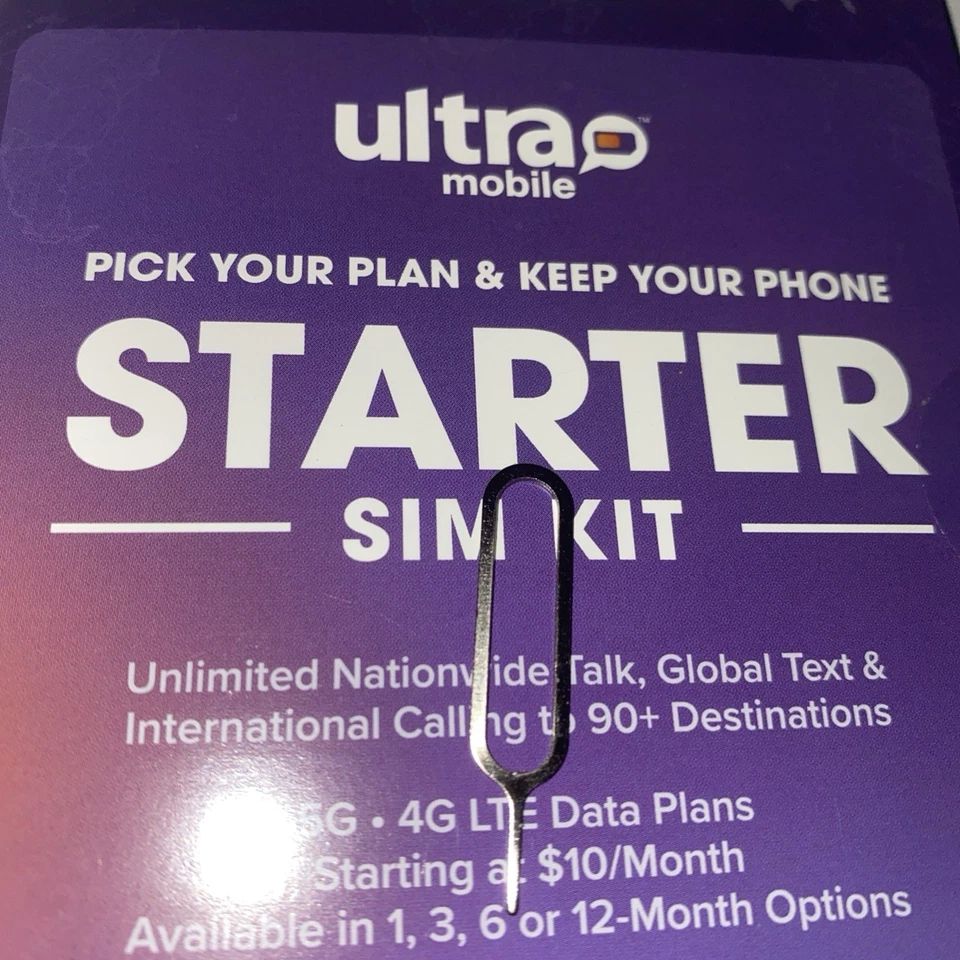 ultra ™
mobile
PICK YOUR PLAN & KEEP YOUR PHONE
STARTER
SIM KIT
Unlimited Nationwide Talk, Global Text &
International Calling to 90+ Destinations
5G • 4G LTE Data Plans
Starting at $10/Month
Available in 1, 3, 6 or 12-Month Options